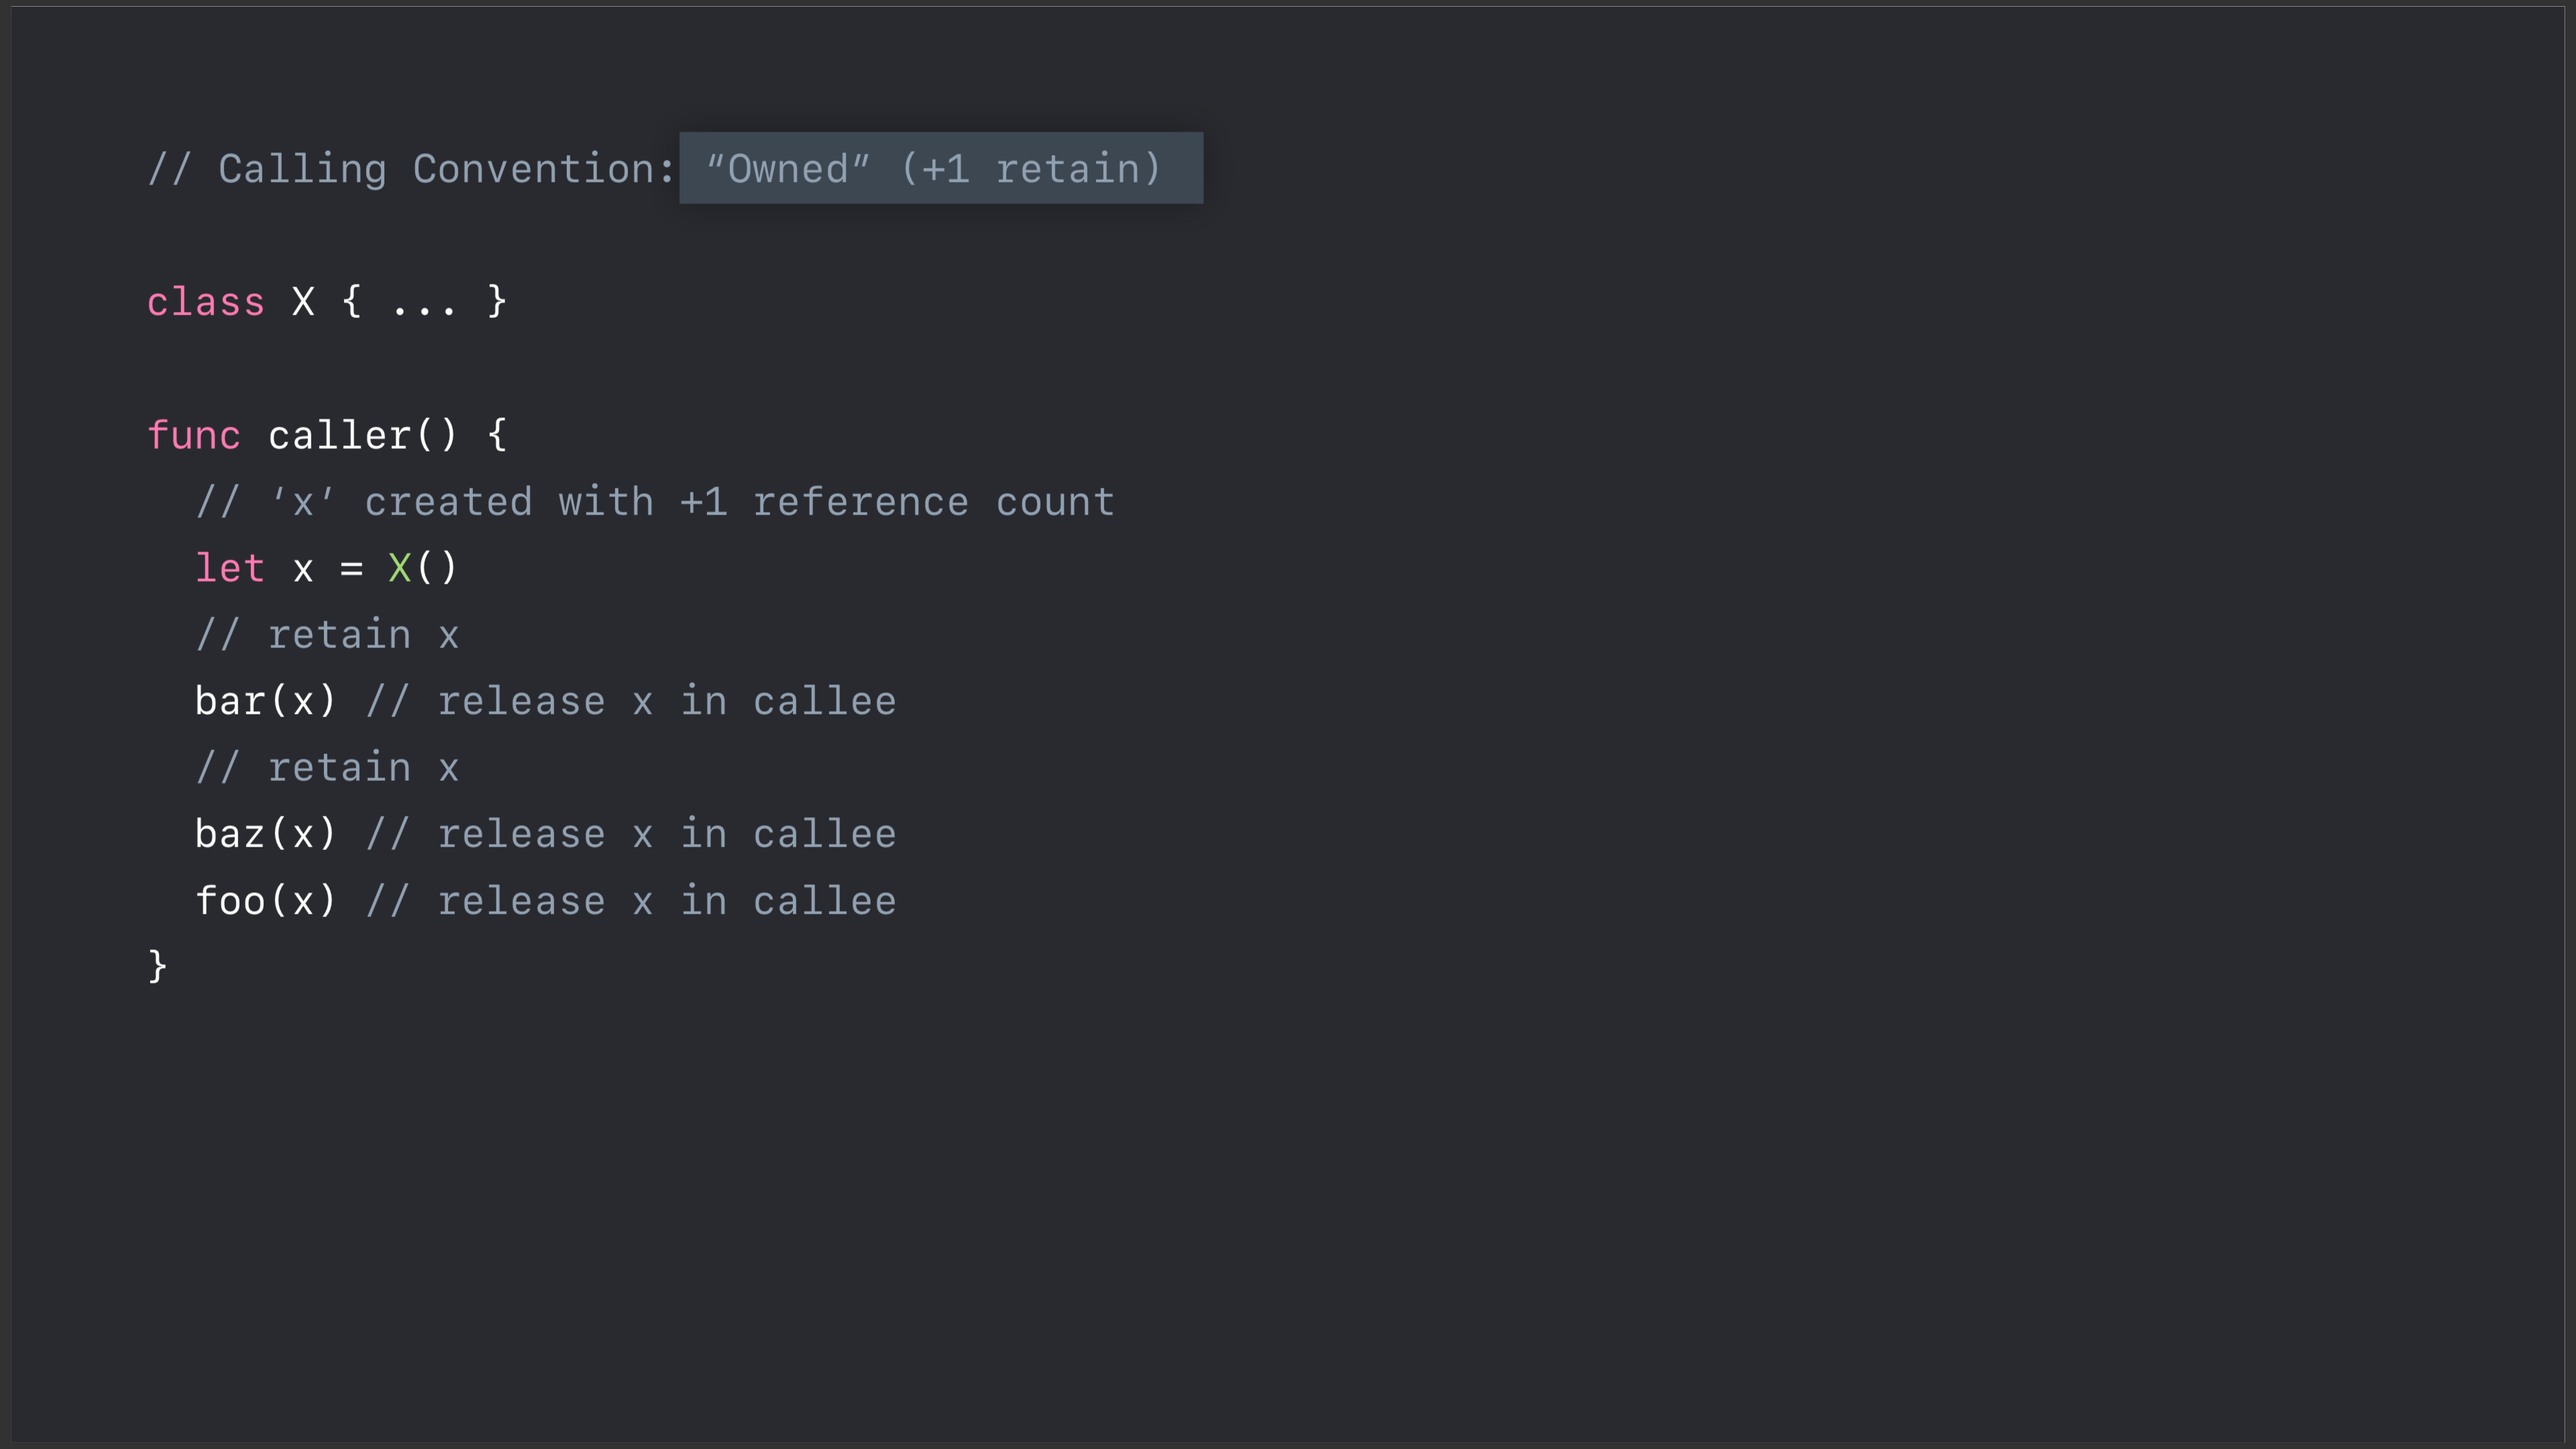 // Calling Convention: “Owned” (+1 retain)
class X { ... }
func caller() {
// ‘x’ created with +1 reference count
let x = X()
// retain x
bar(x) // release x in callee
// retain x
baz(x) // release x in callee
foo(x) // release x in callee
}